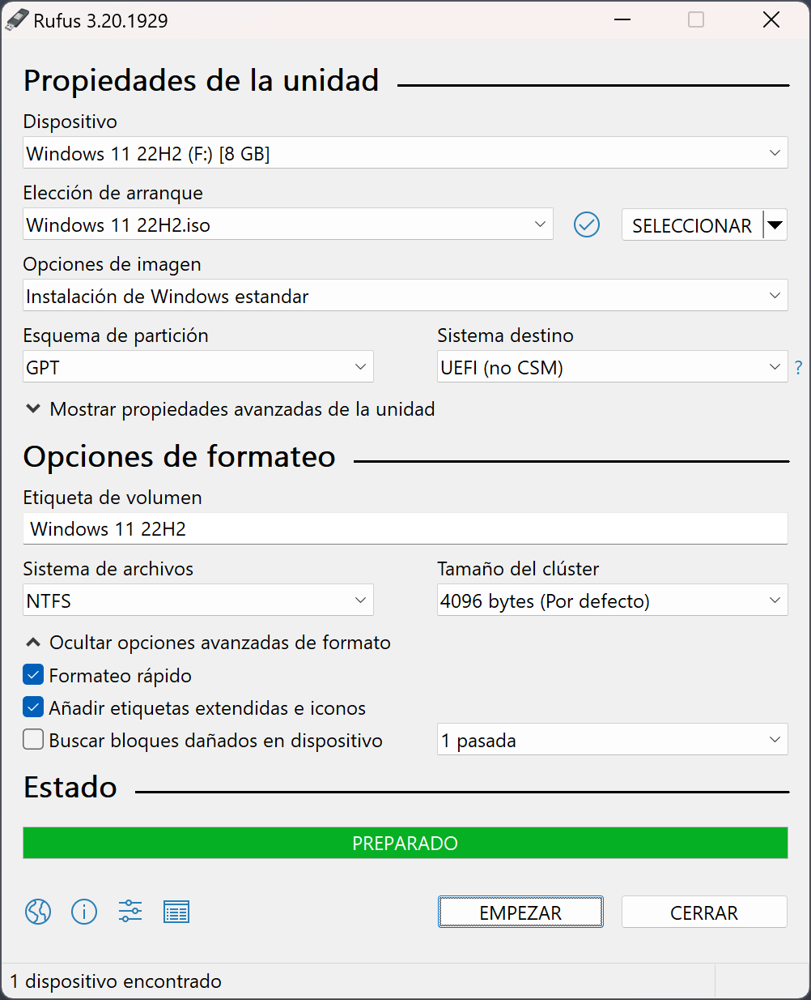 Rufus 3.20.1929
Propiedades de la unidad
Dispositivo
Windows 11 22H2 (F:) [8 GB]
Elección de arranque
Windows 11 22H2.iso
SELECCIONAR
Opciones de imagen
Instalación de Windows estandar
Esquema de partición
Sistema destino
GPT
UEFI (no CSM)
?
Mostrar propiedades avanzadas de la unidad
Opciones de formateo
Etiqueta de volumen
Windows 11 22H2
Sistema de archivos
Tamaño del clúster
NTFS
4096 bytes (Por defecto)
Ocultar opciones avanzadas de formato
Formateo rápido
Añadir etiquetas extendidas e iconos
Buscar bloques dañados en dispositivo
1 pasada
Estado
PREPARADO
EMPEZAR
CERRAR
1 dispositivo encontrado